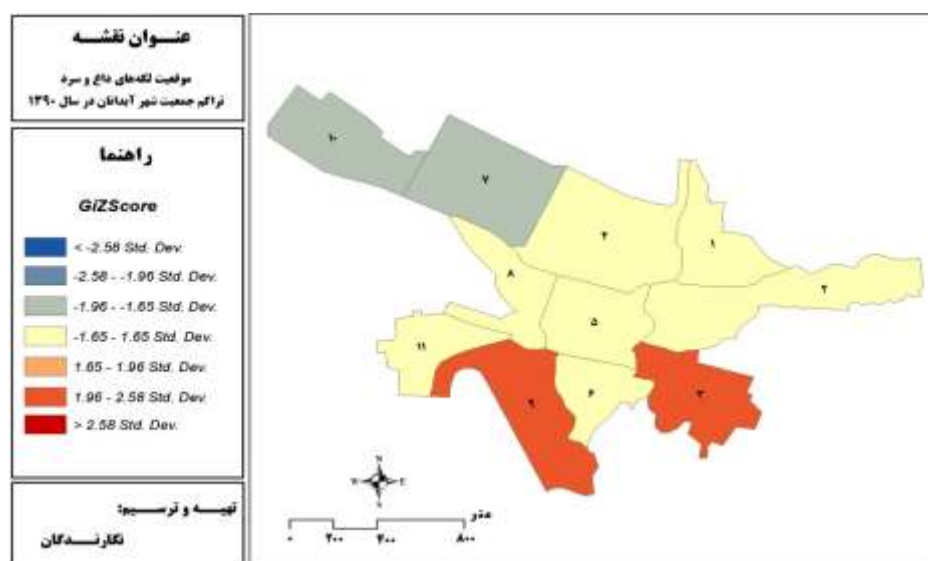 عنوان نقشه
موقعیت لکه‌های داغ و سرد
تراکم جمعیت شهر آبدانان در سال ۱۳۹۰
راهنما
GiZScore
< -2.58 Std. Dev.
-2.58 - -1.96 Std. Dev.
-1.96 - -1.65 Std. Dev.
-1.65 - 1.65 Std. Dev.
1.65 - 1.96 Std. Dev.
1.96 - 2.58 Std. Dev.
> 2.58 Std. Dev.
تهیه و ترسیم:
نگارندگان
۱۰
۷
۴
۱
۸
۲
۵
۱۱
۹
۶
۳
N
W E
S
متر
۰ ۲۰۰ ۴۰۰ ۸۰۰